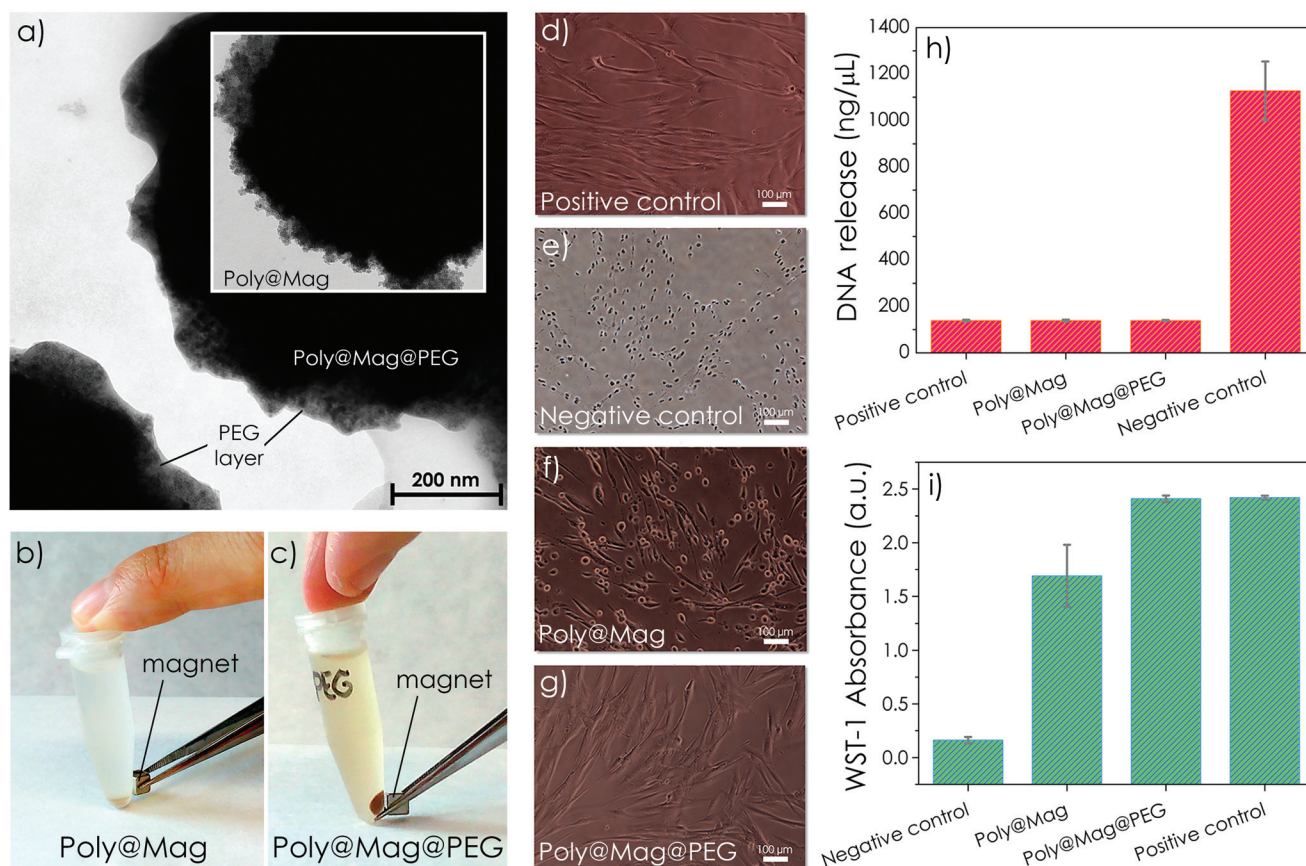 a)
Poly@Mag
Poly@Mag@PEG
PEG
layer
200 nm
b)
magnet
Poly@Mag
c)
PEG
magnet
Poly@Mag@PEG
d)
Positive control
100 µm
e)
Negative control
100 µm
f)
Poly@Mag
100 µm
g)
Poly@Mag@PEG
100 µm
h)
DNA release (ng/µL)
1400
1200
1000
800
600
400
200
0
Positive control
Poly@Mag
Poly@Mag@PEG
Negative control
i)
WST-1 Absorbance (a.u.)
2.5
2.0
1.5
1.0
0.5
0.0
Negative control
Poly@Mag
Poly@Mag@PEG
Positive control